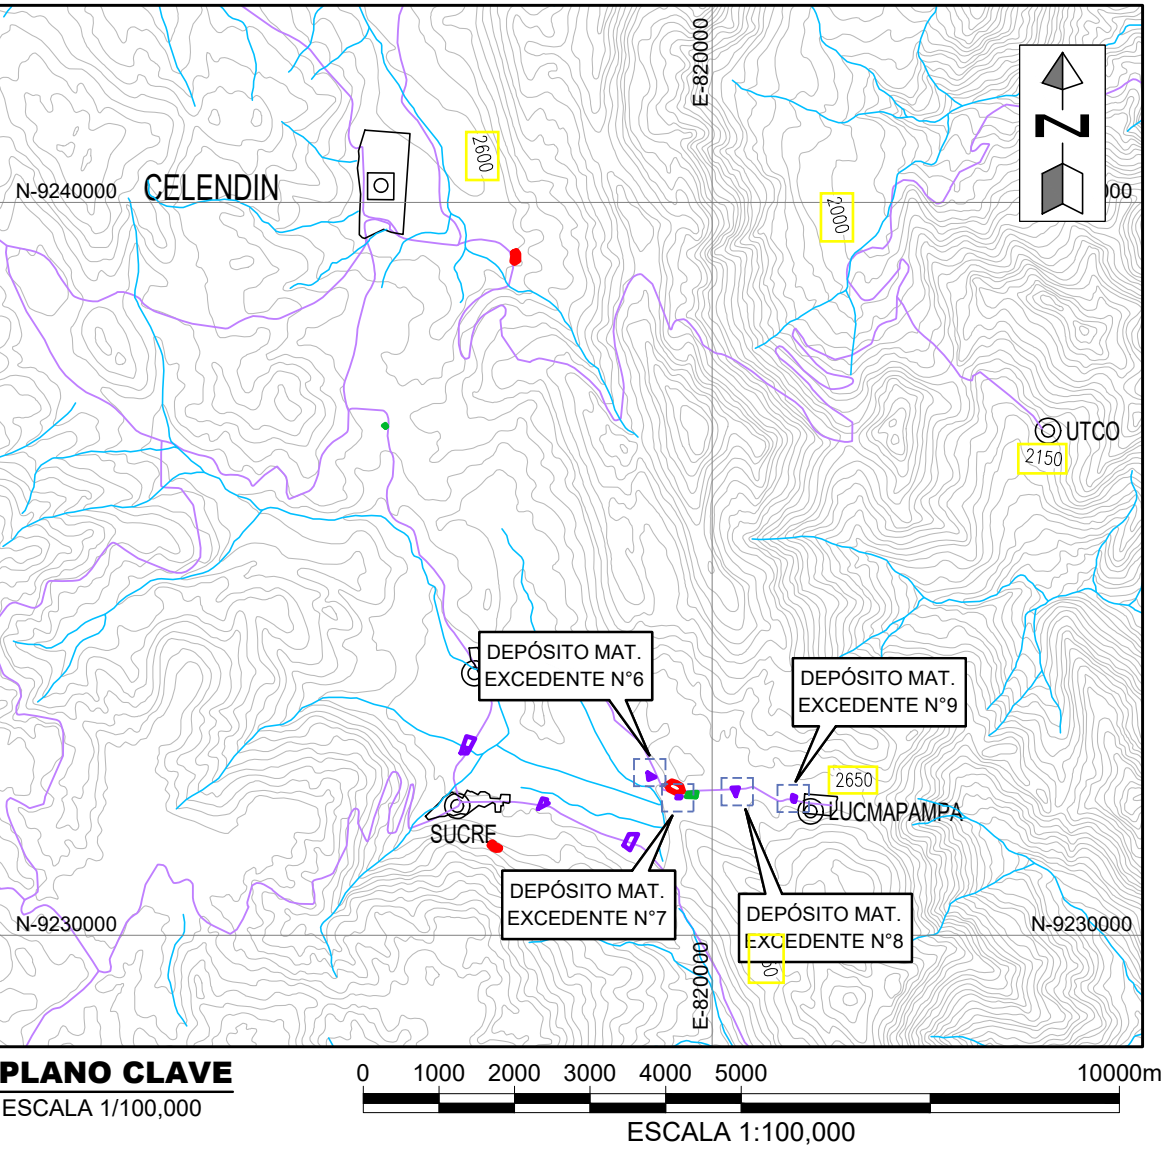 E-820000
2600
N-9240000
CELENDIN
2000
000
N
UTCO
2150
DEPÓSITO MAT.
EXCEDENTE N°6
DEPÓSITO MAT.
EXCEDENTE N°9
2650
LUCMAPAMPA
SUCRE
DEPÓSITO MAT.
EXCEDENTE N°7
DEPÓSITO MAT.
EXCEDENTE N°8
N-9230000
N-9230000
E-820000
PLANO CLAVE
ESCALA 1/100,000
0 1000 2000 3000 4000 5000 10000m
ESCALA 1:100,000